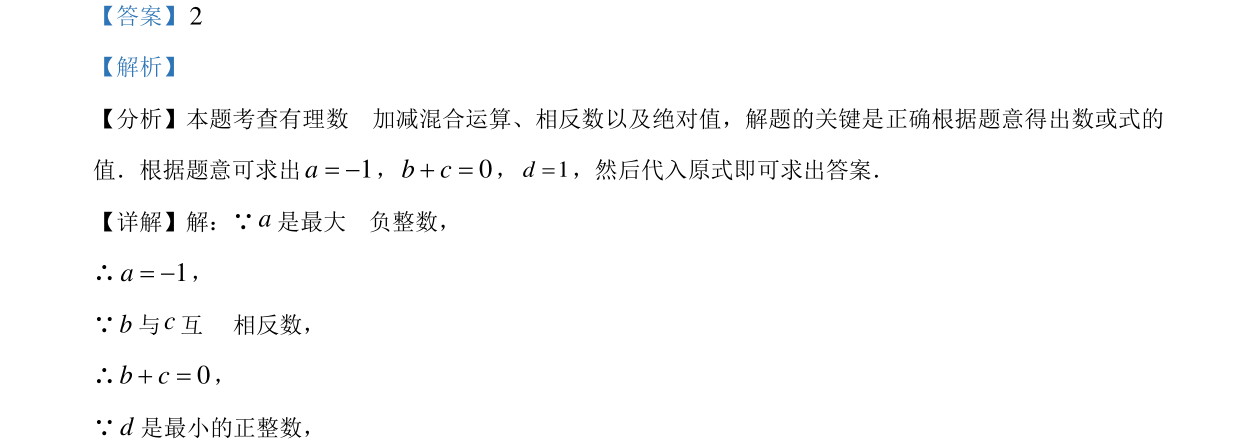 【答案】2
【解析】
【分析】本题考查有理数 加减混合运算、相反数以及绝对值，解题的关键是正确根据题意得出数或式的
值．根据题意可求出a＝−1，b＋c＝0，d＝1，然后代入原式即可求出答案．
【详解】解：∵a是最大 负整数，
∴a＝−1，
∵b与c互 相反数，
∴b＋c＝0，
∵d是最小的正整数，